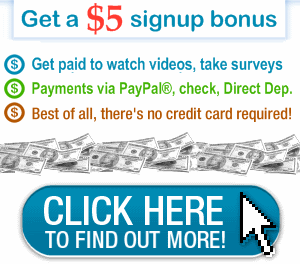 Get a $5 signup bonus
$ Get paid to watch videos, take surveys
$ Payments via PayPal®, check, Direct Dep.
$ Best of all, there's no credit card required!
CLICK HERE
TO FIND OUT MORE!